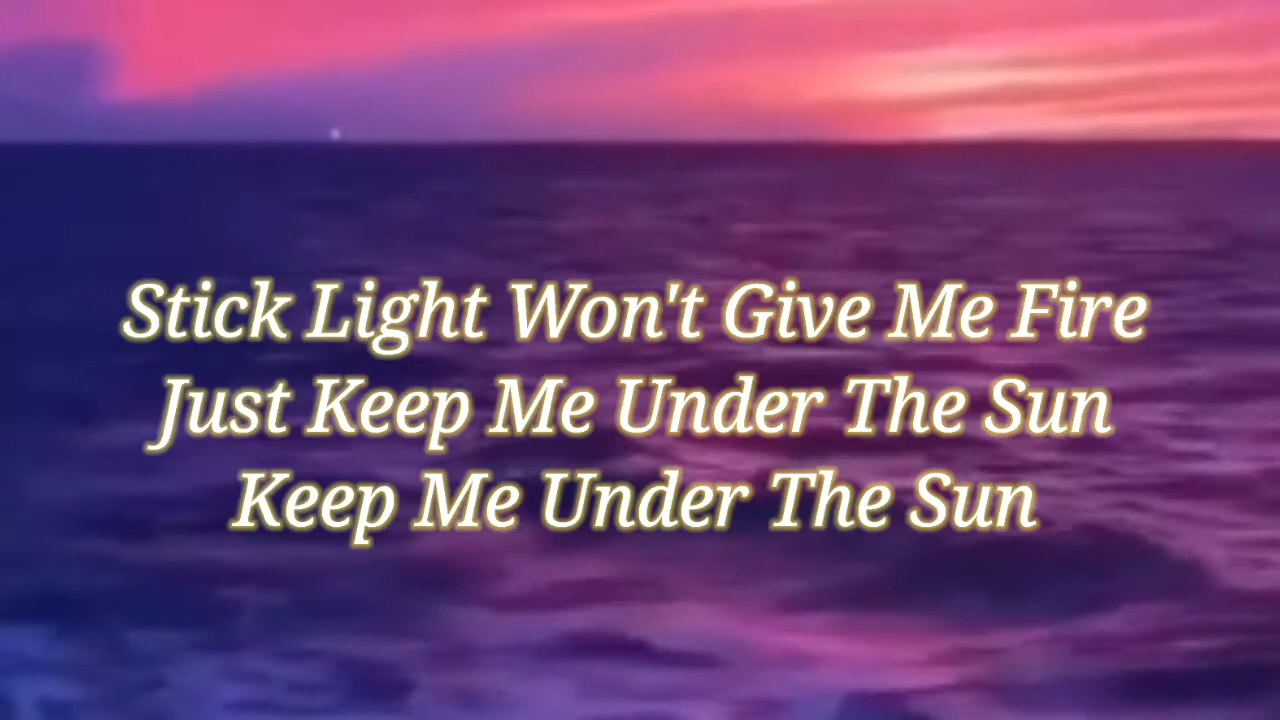 Stick Light Won't Give Me Fire
Just Keep Me Under The Sun
Keep Me Under The Sun